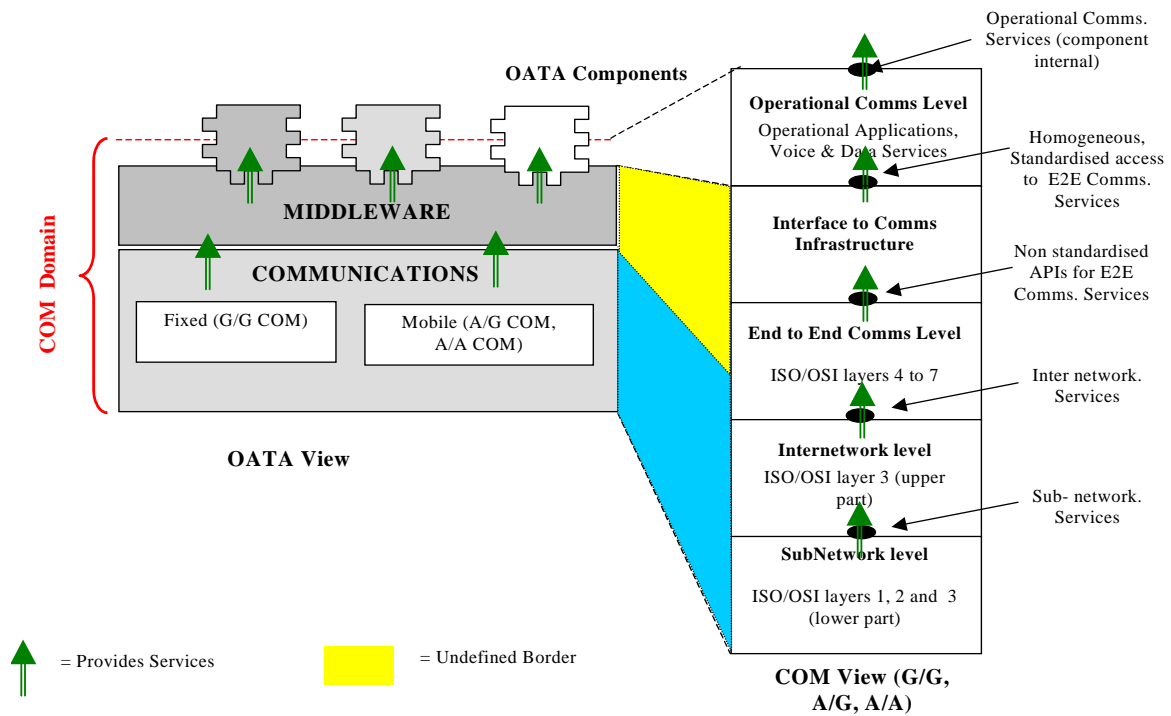 OATA Components
MIDDLEWARE
COMMUNICATIONS
Fixed (G/G COM)
Mobile (A/G COM,
A/A COM)
COM Domain
OATA View
Operational Comms.
Services (component
internal)
Operational Comms Level
Operational Applications,
Voice & Data Services
Homogeneous,
Standardised access
to E2E Comms.
Services
Interface to Comms
Infrastructure
Non standardised
APIs for E2E
Comms. Services
End to End Comms Level
ISO/OSI layers 4 to 7
Inter network.
Services
Internetwork level
ISO/OSI layer 3 (upper
part)
Sub- network.
Services
SubNetwork level
ISO/OSI layers 1, 2 and 3
(lower part)
COM View (G/G,
A/G, A/A)
= Provides Services
= Undefined Border